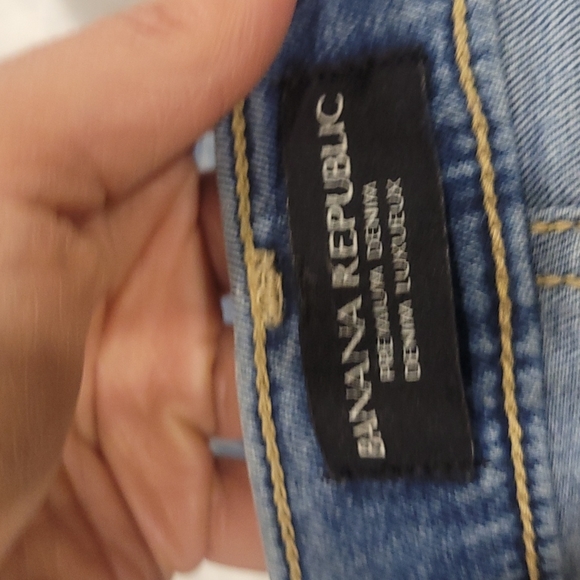 BANANA REPUBLIC
PREMIUM DENIM
DENIM LUXUEUX